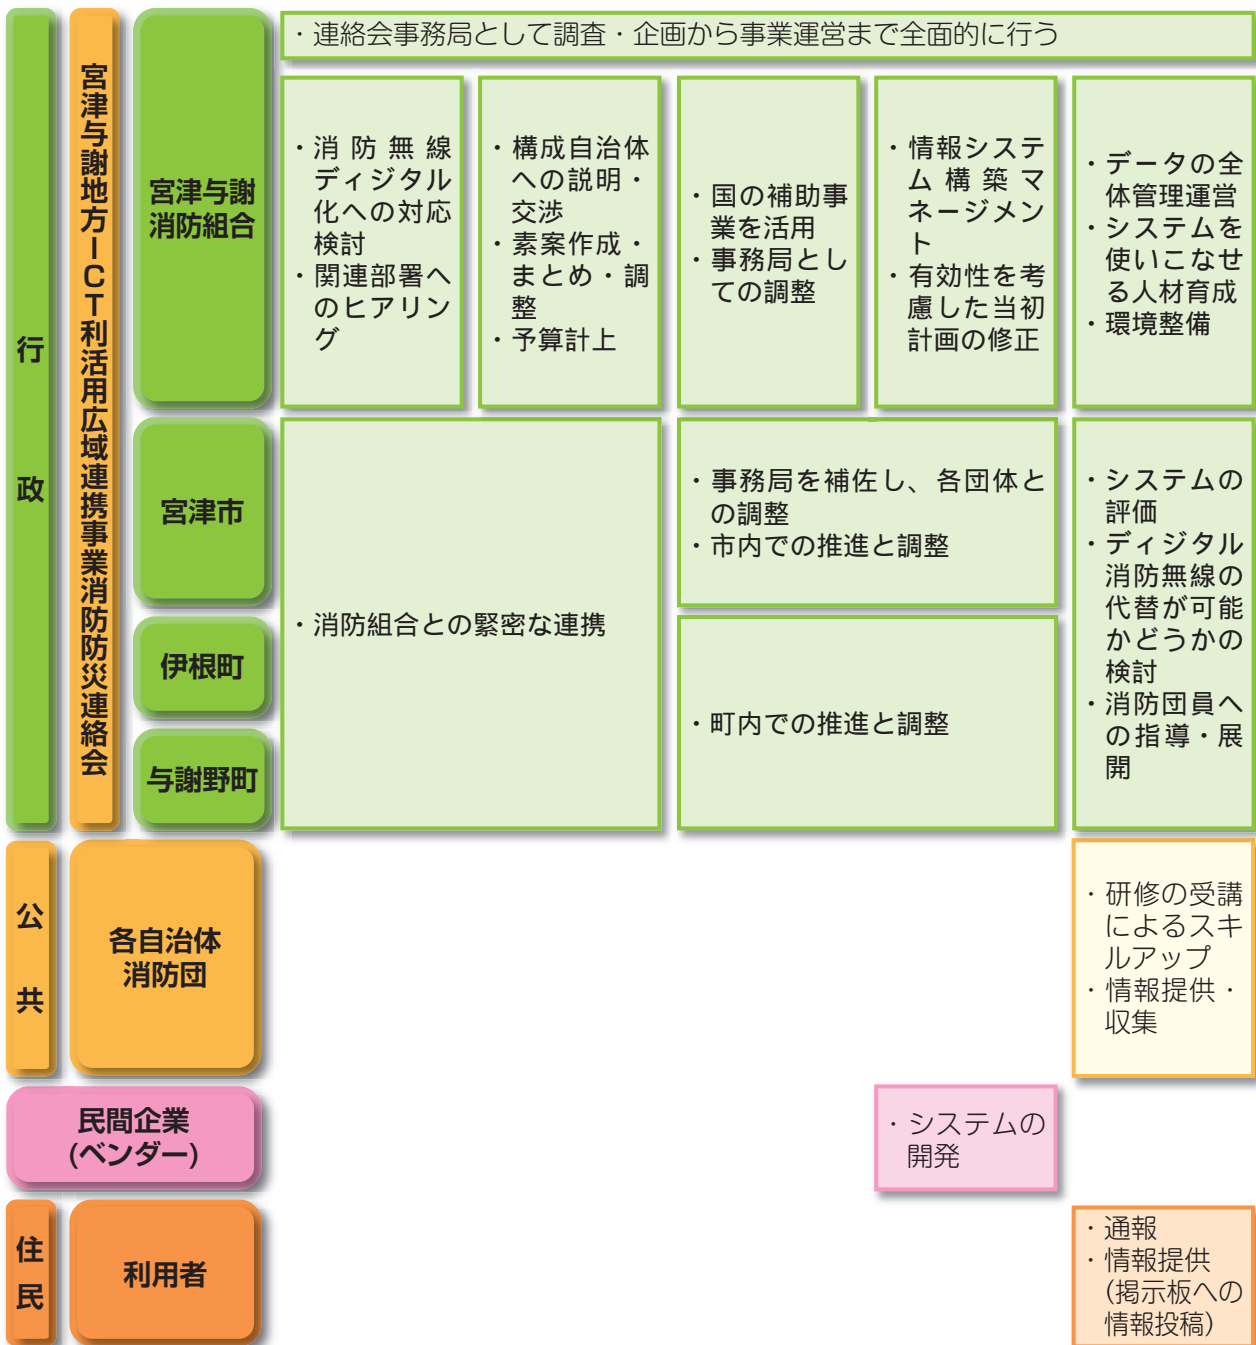 行政
宮津与謝地方ICT利活用広域連携事業消防防災連絡会
・連絡会事務局として調査・企画から事業運営まで全面的に行う
宮津与謝
消防組合
・消防無線
ディジタル
化への対応
検討
・関連部署へ
のヒアリン
グ
・構成自治体
への説明・
交渉
・素案作成・
まとめ・調
整
・予算計上
・国の補助事
業を活用
・事務局とし
ての調整
・情報システ
ム構築マ
ネージメン
ト
・有効性を考
慮した当初
計画の修正
・データの全
体管理運営
・システムを
使いこなせ
る人材育成
・環境整備
宮津市
伊根町
与謝野町
・消防組合との緊密な連携
・事務局を補佐し、各団体と
の調整
・市内での推進と調整
・町内での推進と調整
・システムの
評価
・ディジタル
消防無線の
代替が可能
かどうかの
検討
・消防団員へ
の指導・展
開
公共
各自治体
消防団
・研修の受講
によるスキ
ルアップ
・情報提供・
収集
民間企業
(ベンダー)
・システムの
開発
住民
利用者
・通報
・情報提供
(掲示板への
情報投稿)